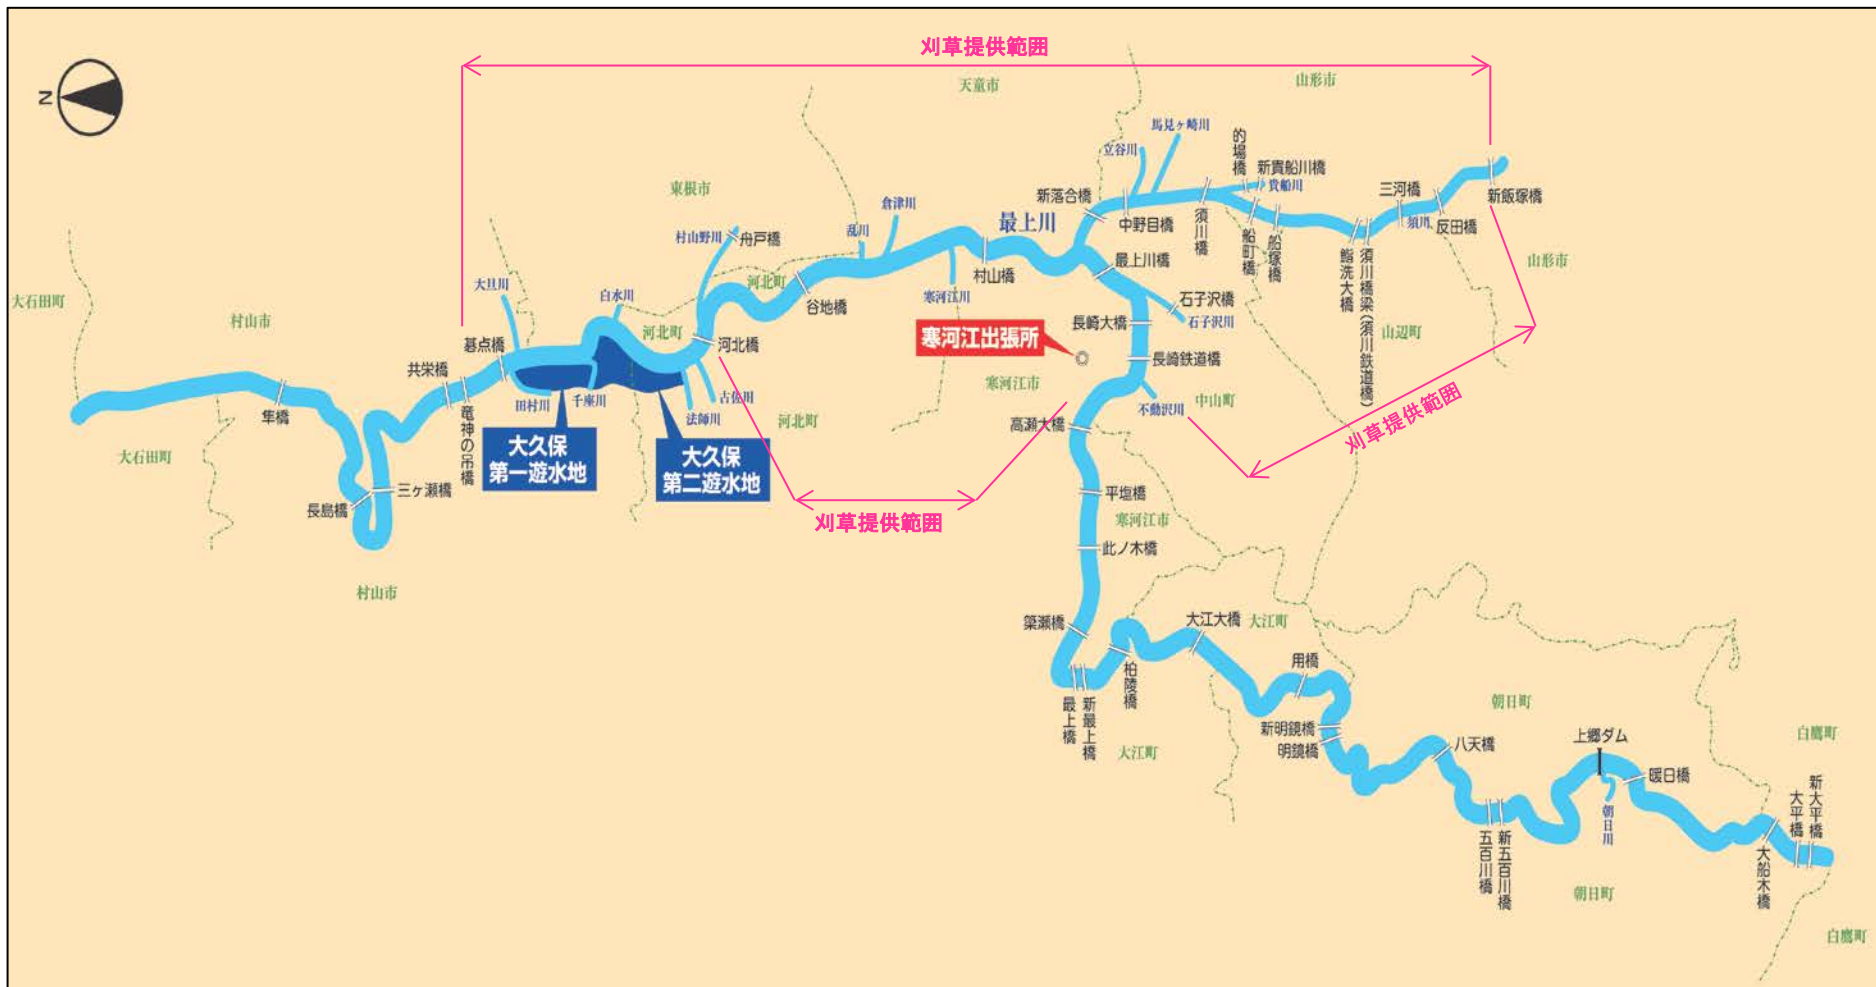 刈草提供範囲
天童市
山形市
N
馬見ヶ崎川
立谷川
的場橋
新貴船川橋
貴船川
東根市
倉津川
最上川
新落合橋
中野目橋
須川橋
三河橋
須川
新飯塚橋
反田橋
村山野川
舟戸橋
乱川
船町橋
船塚橋
鮨洗大橋
須川橋梁(須川鉄道橋)
山形市
大石田町
大旦川
白水川
河北町
谷地橋
村山橋
寒河江川
最上川橋
石子沢橋
石子沢川
村山市
碁点橋
河北町
河北橋
寒河江出張所
長崎大橋
長崎鉄道橋
山辺町
共栄橋
竜神の吊橋
田村川
千座川
古佐川
法師川
河北町
寒河江市
不動沢川
中山町
隼橋
高瀬大橋
刈草提供範囲
大石田町
大久保
第一遊水地
大久保
第二遊水地
三ヶ瀬橋
長島橋
刈草提供範囲
平塩橋
寒河江市
此ノ木橋
村山市
簗瀬橋
大江大橋
大江町
柏陵橋
用橋
最上橋
新最上橋
大江町
新明鏡橋
明鏡橋
朝日町
八天橋
上郷ダム
暖日橋
白鷹町
朝日川
新大平橋
大平橋
五百川橋
新五百川橋
大船木橋
朝日町
白鷹町